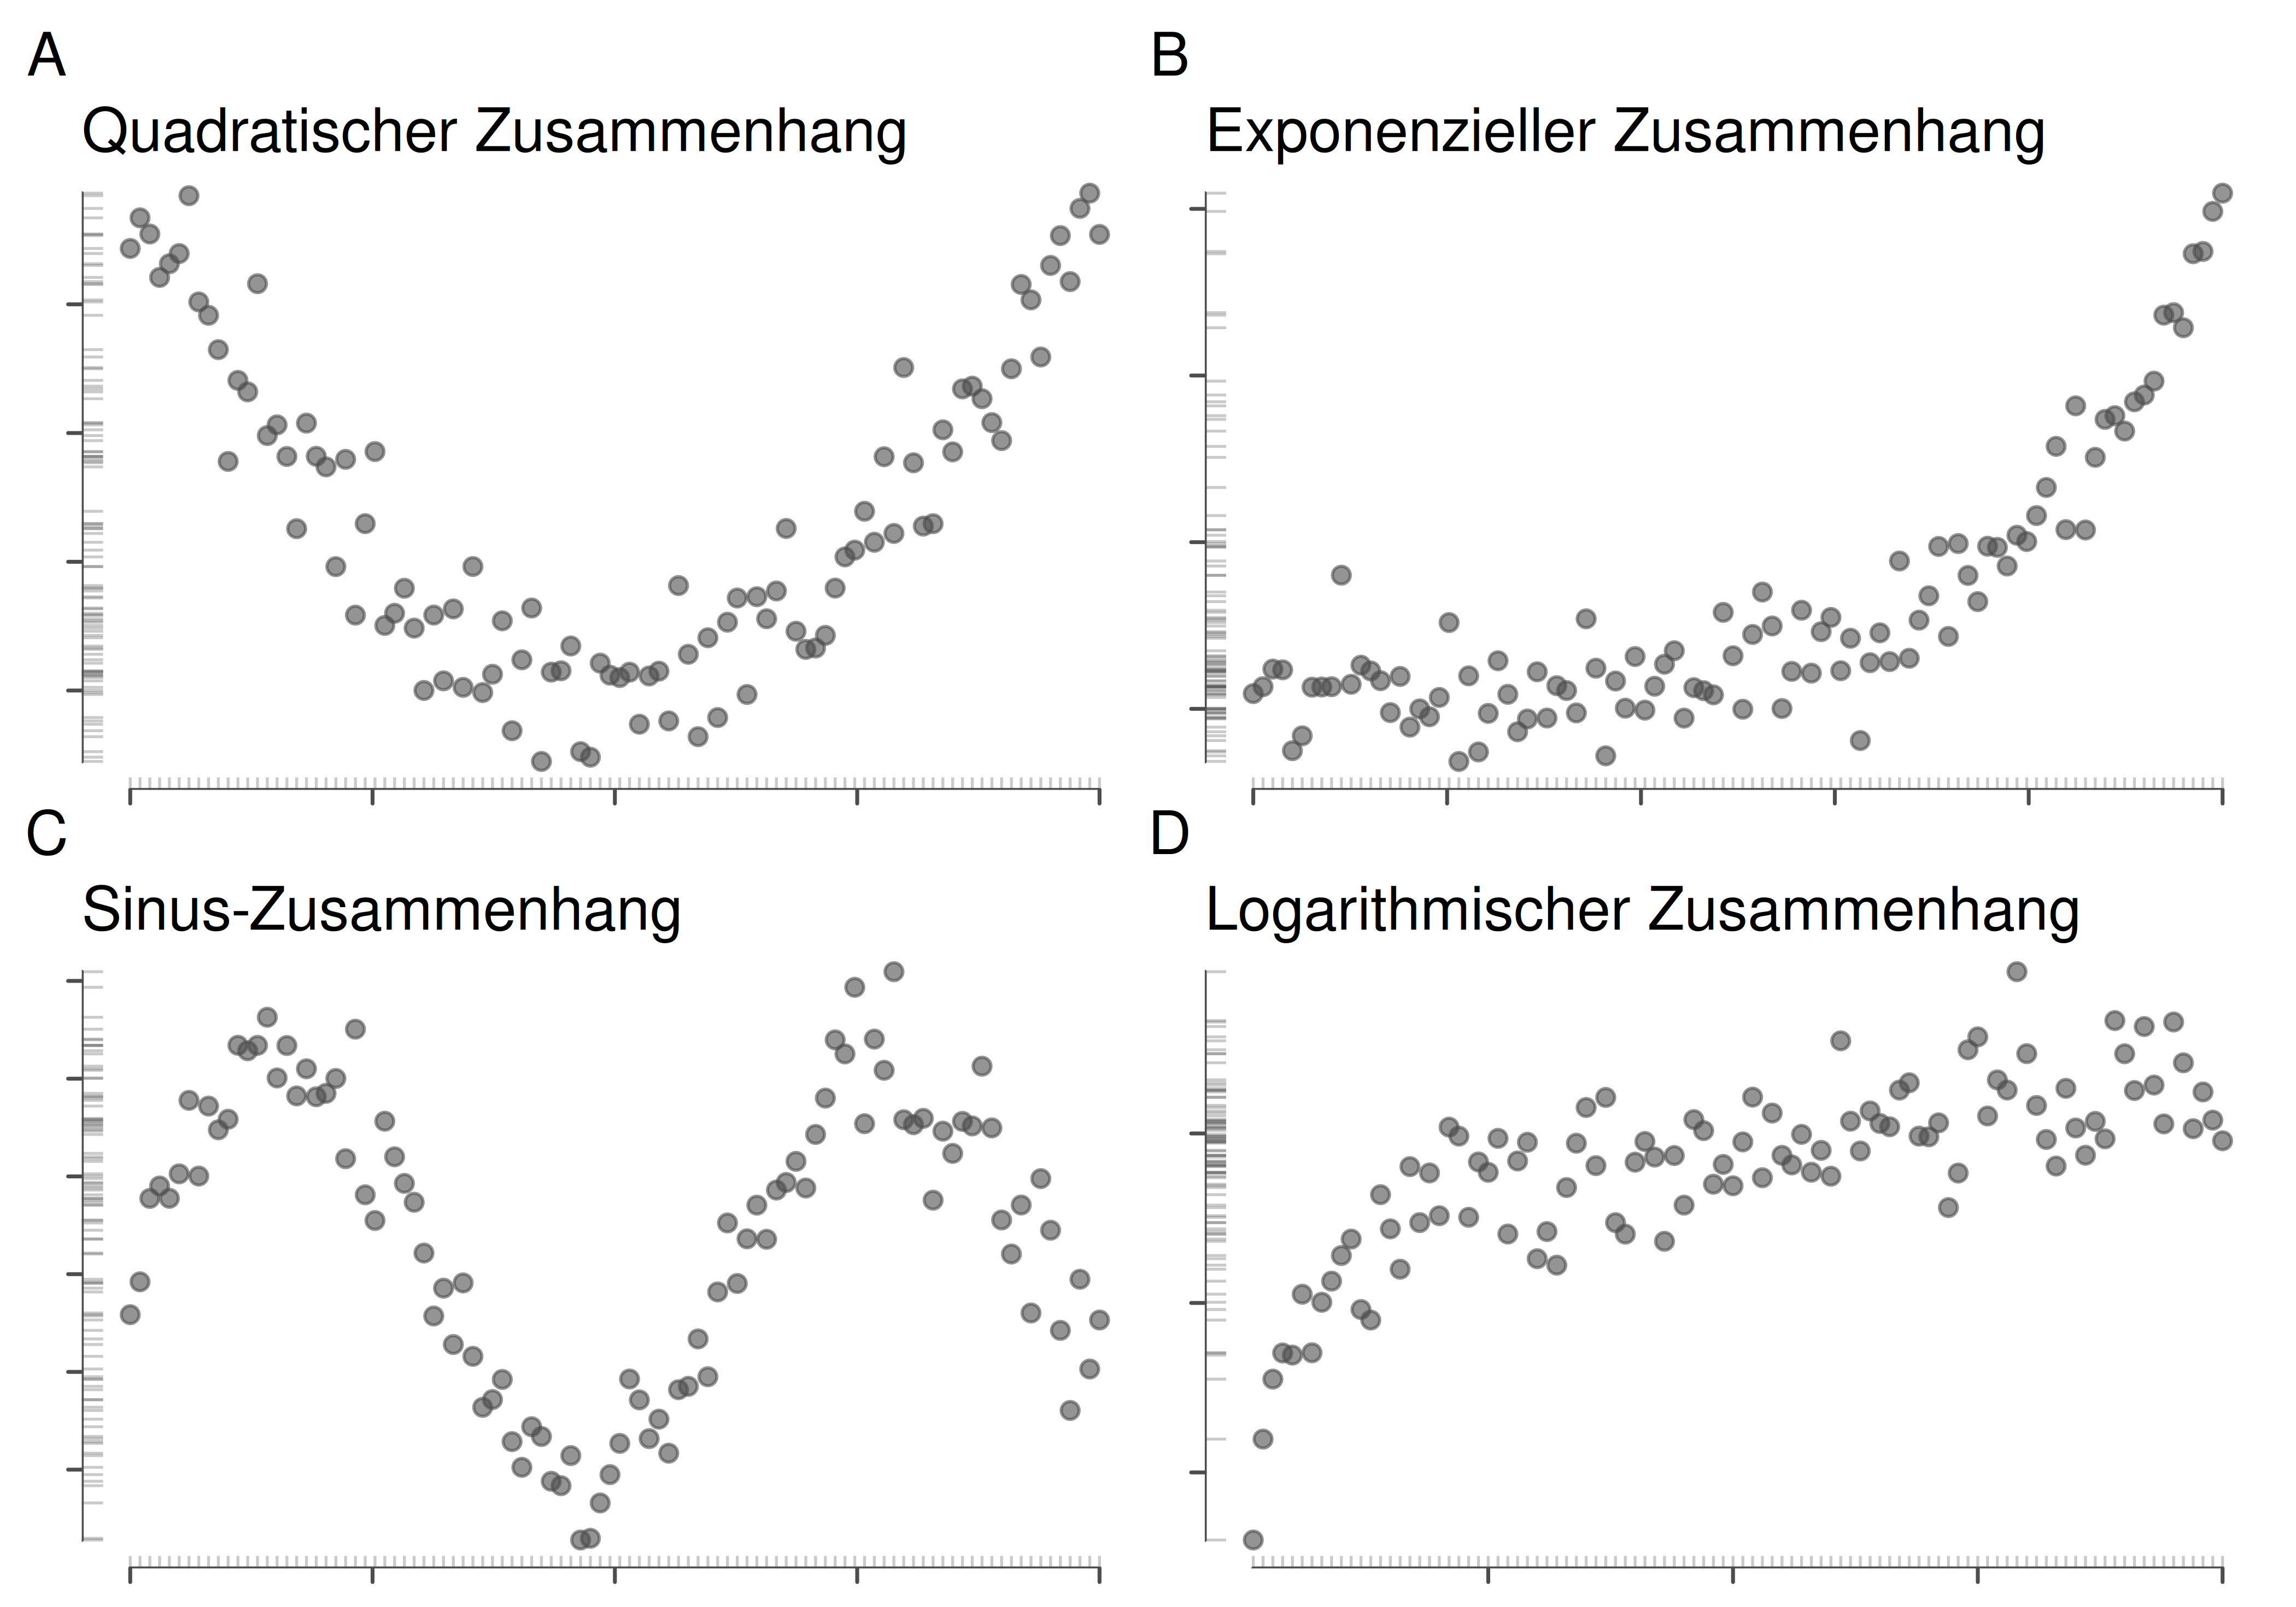 A
Quadratischer Zusammenhang
B
Exponenzieller Zusammenhang
C
Sinus-Zusammenhang
D
Logarithmischer Zusammenhang